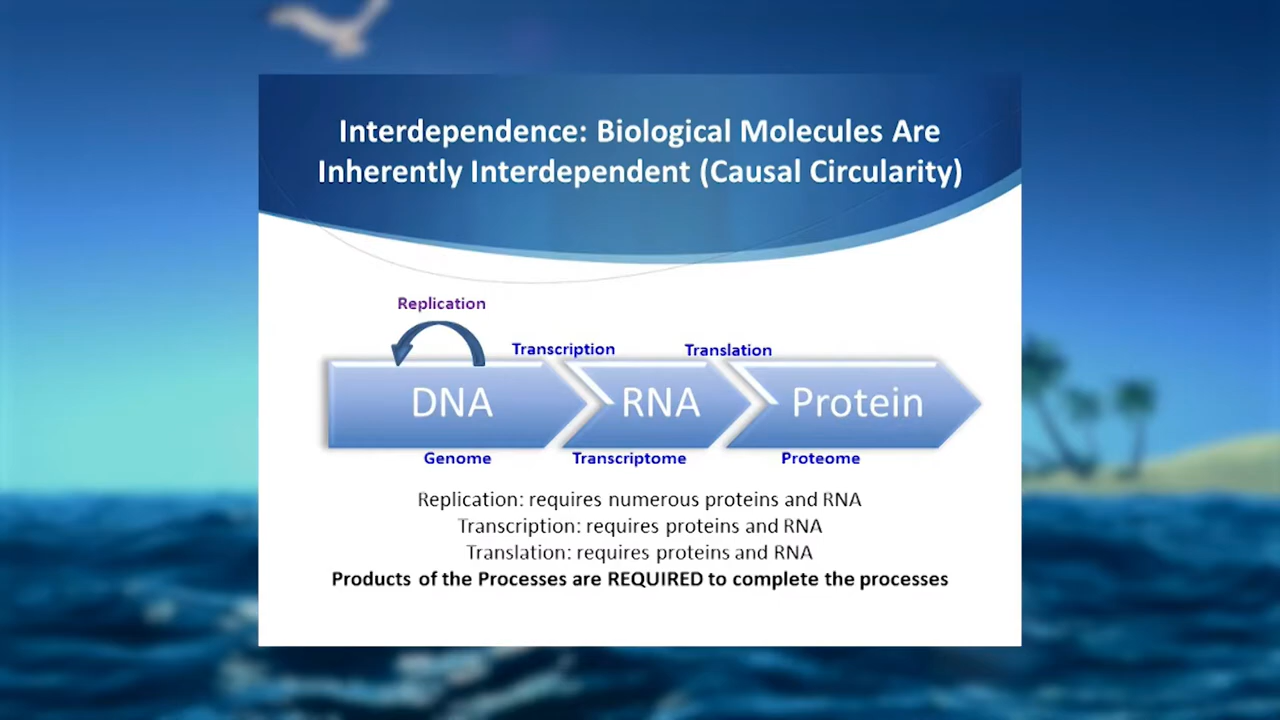 Interdependence: Biological Molecules Are
Inherently Interdependent (Causal Circularity)
Replication
Transcription
Translation
DNA
RNA
Protein
Genome
Transcriptome
Proteome
Replication: requires numerous proteins and RNA
Transcription: requires proteins and RNA
Translation: requires proteins and RNA
Products of the Processes are REQUIRED to complete the processes